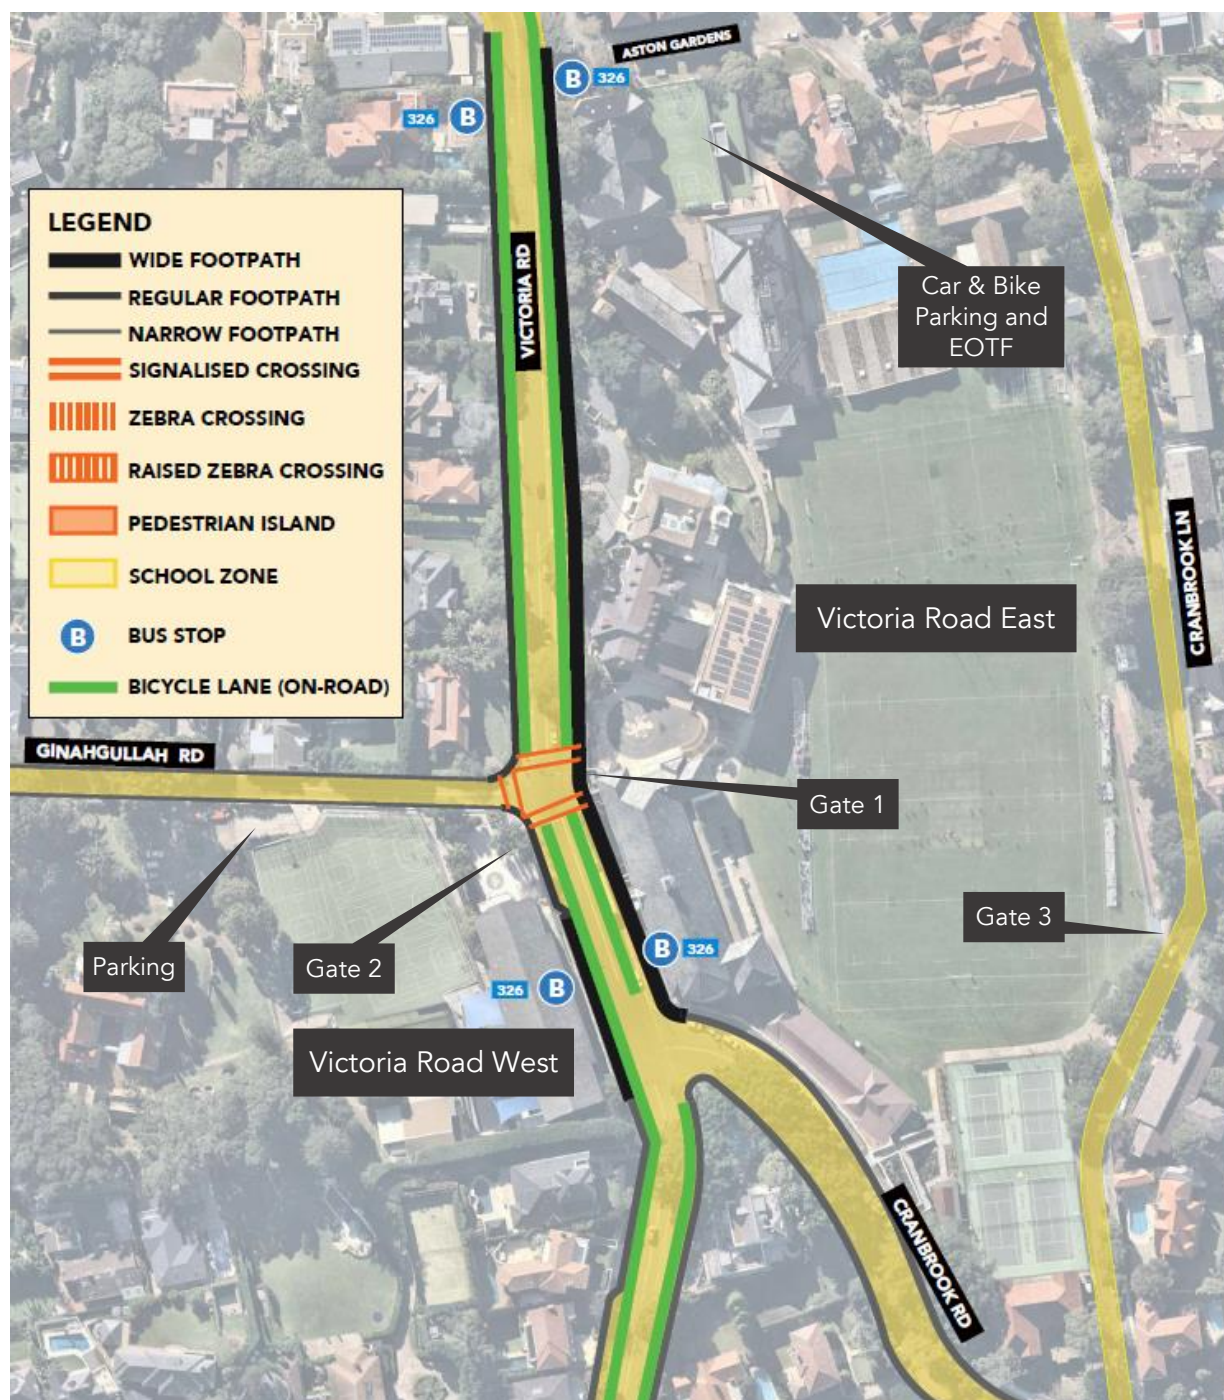 ASTON GARDENS
B 326
326 B
LEGEND
WIDE FOOTPATH
REGULAR FOOTPATH
NARROW FOOTPATH
SIGNALISED CROSSING
ZEBRA CROSSING
RAISED ZEBRA CROSSING
PEDESTRIAN ISLAND
SCHOOL ZONE
B BUS STOP
BICYCLE LANE (ON-ROAD)
VICTORIA RD
Car & Bike
Parking and
EOTF
CRANBROOK LN
Victoria Road East
GINAHGULLAH RD
Gate 1
Gate 3
Parking
Gate 2
B 326
326 B
Victoria Road West
CRANBROOK RD